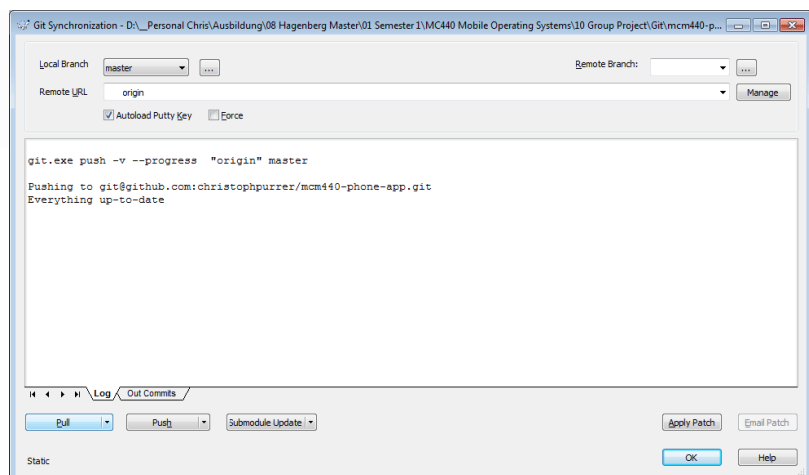 Git Synchronization - D:\__Personal Chris\Ausbildung\08 Hagenberg Master\01 Semester 1\MC440 Mobile Operating Systems\10 Group Project\Git\mcm440-p...
Local Branch master ... Remote Branch: ...
Remote URL origin Manage
Autoload Putty Key Force
git.exe push -v --progress "origin" master
Pushing to git@github.com:christophpurrer/mcm440-phone-app.git
Everything up-to-date
Log Out Commits
Pull Push Submodule Update Apply Patch Email Patch
Static OK Help